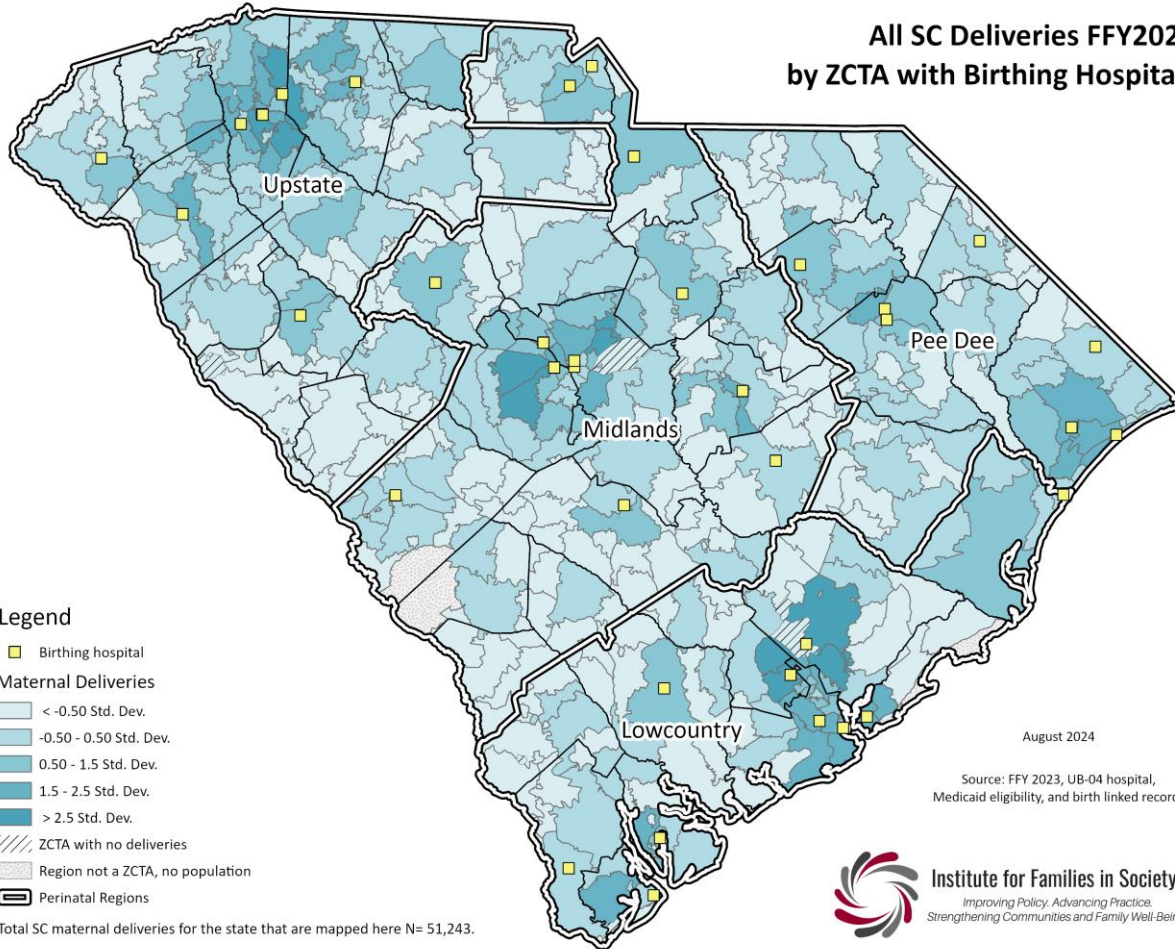 All SC Deliveries FFY202
by ZCTA with Birthing Hospita
Upstate
Pee Dee
Midlands
Lowcountry
Legend
Birthing hospital
Maternal Deliveries
< -0.50 Std. Dev.
-0.50 - 0.50 Std. Dev.
0.50 - 1.5 Std. Dev.
1.5 - 2.5 Std. Dev.
> 2.5 Std. Dev.
ZCTA with no deliveries
Region not a ZCTA, no population
Perinatal Regions
Total SC maternal deliveries for the state that are mapped here N= 51,243.
August 2024
Source: FFY 2023, UB-04 hospital,
Medicaid eligibility, and birth linked record
Institute for Families in Society
Improving Policy. Advancing Practice.
Strengthening Communities and Family Well-Bein